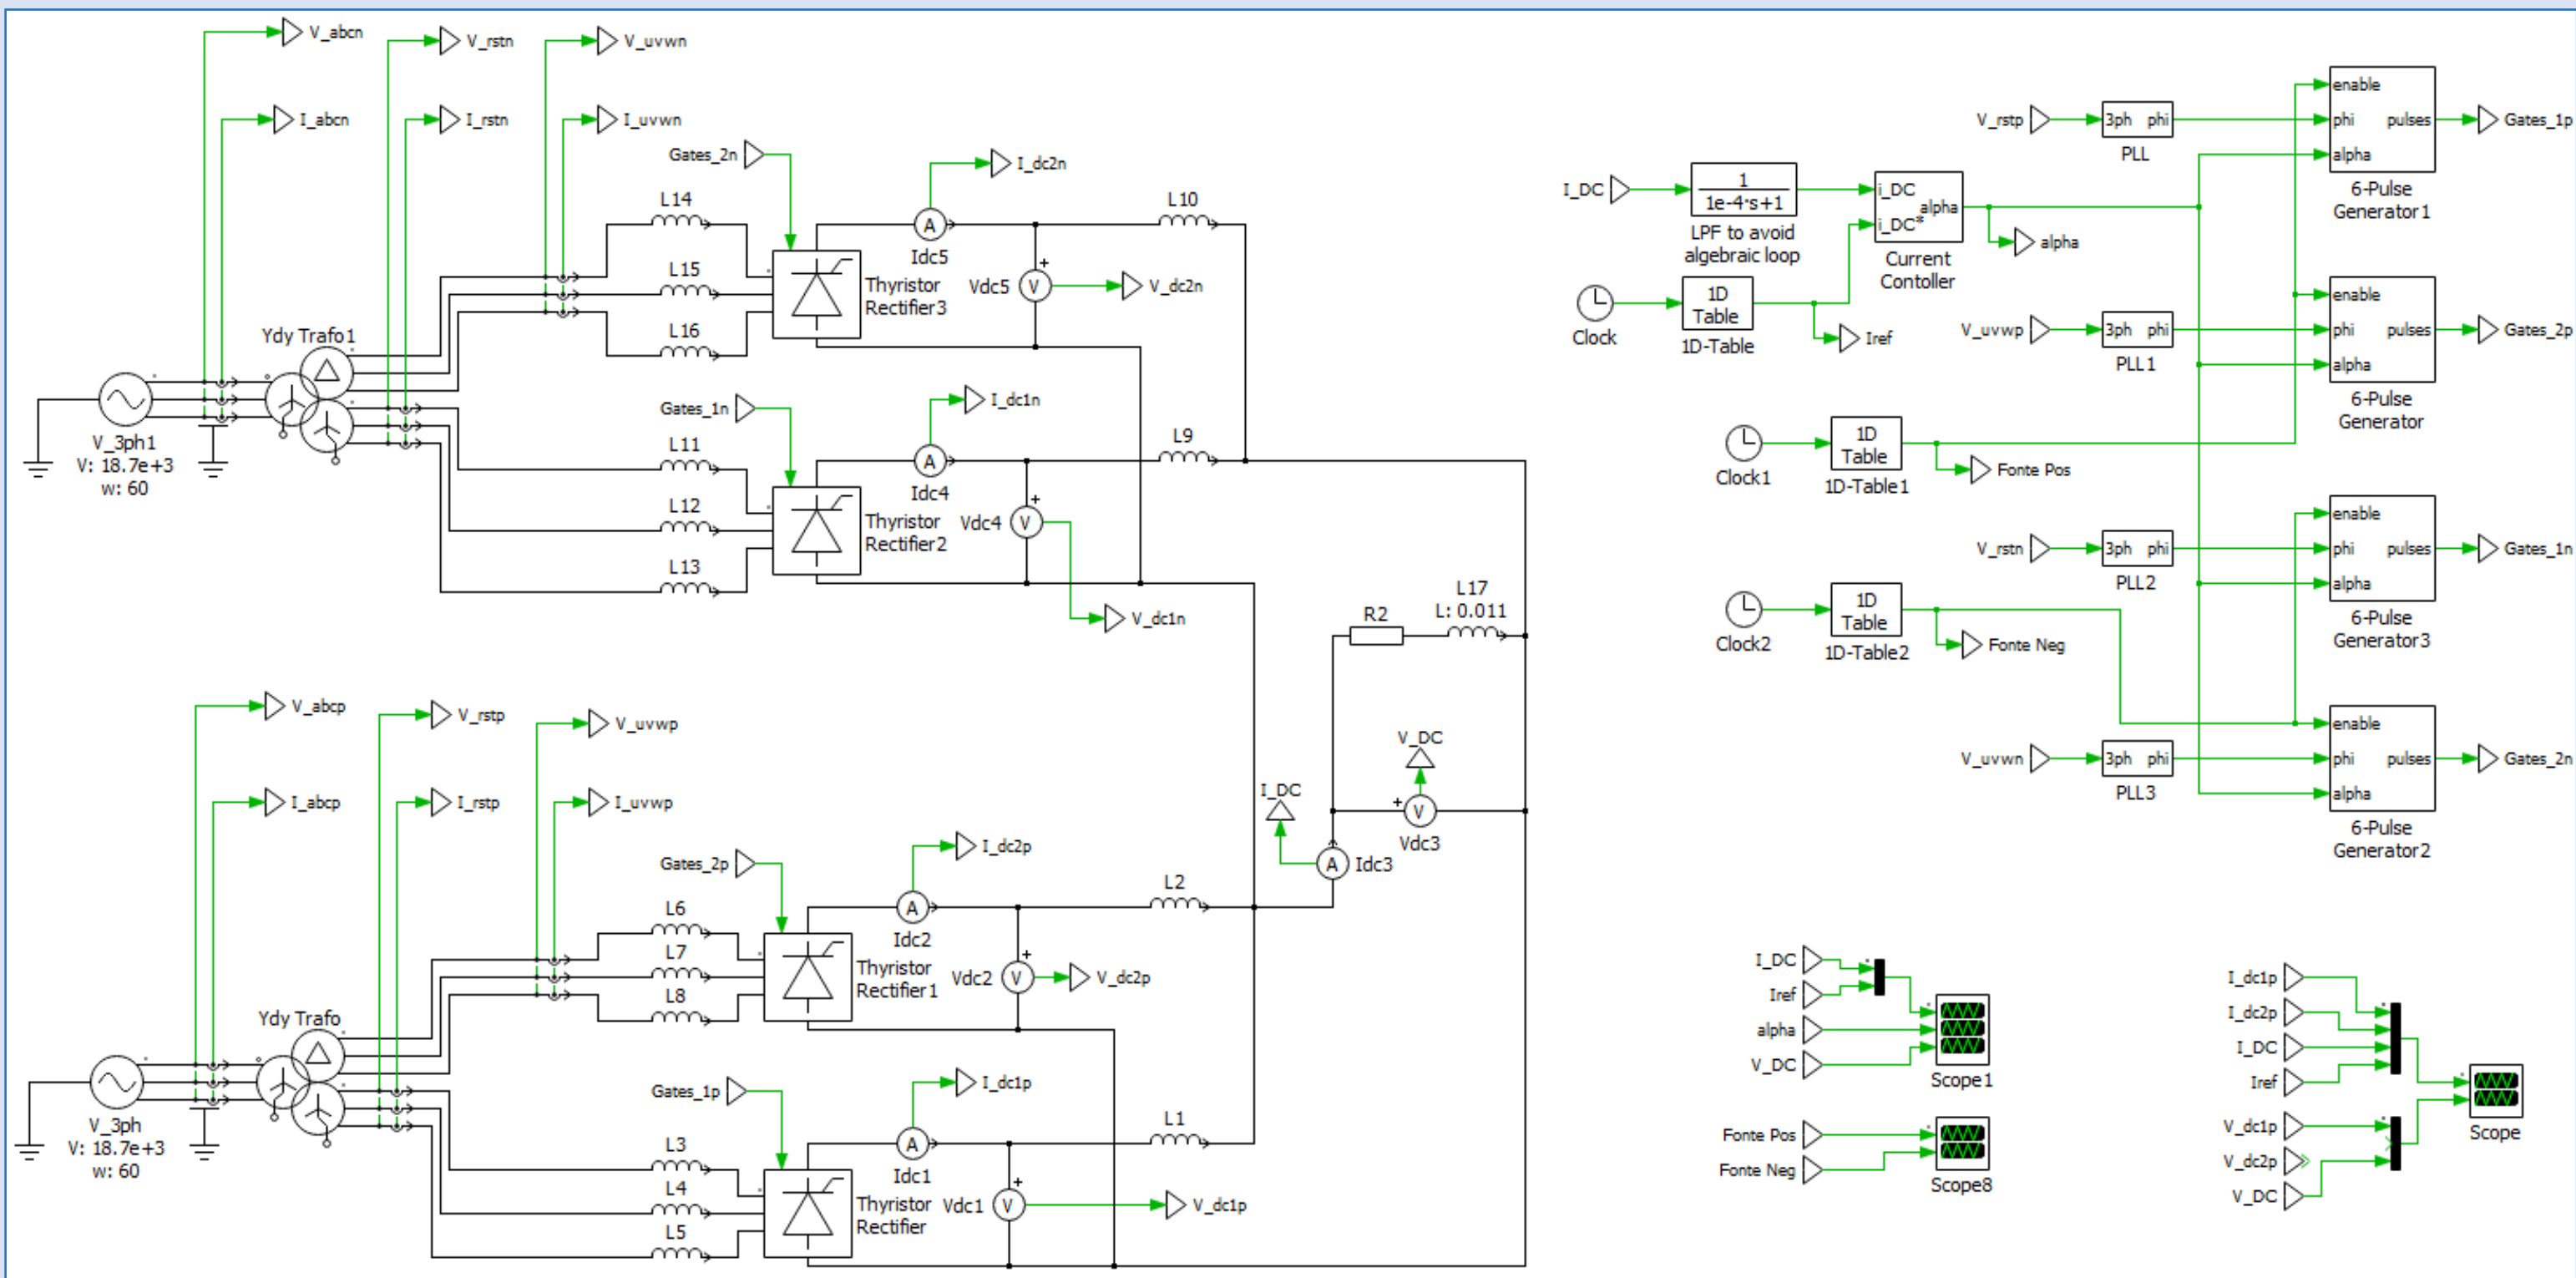 V_abcn
V_rstn
V_uvwn
I_abcn
I_rstn
I_uvwn
Gates_2n
I_dc2n
L14
L10
A
Idc5
L15
Thyristor
Rectifier3
Vdc5
V
+
V_dc2n
L16
Ydy Trafo1
V_3ph1
V: 18.7e+3
w: 60
Gates_1n
I_dc1n
L11
L9
A
Idc4
L12
Thyristor
Rectifier2
Vdc4
V
+
L13
V_dc1n
R2
L17
L: 0.011
V_abcp
V_rstp
V_uvwp
I_abcp
I_rstp
I_uvwp
V_DC
I_DC
+
V
Vdc3
A
Idc3
Gates_2p
I_dc2p
L6
L2
A
Idc2
L7
Thyristor
Rectifier1
Vdc2
V
+
V_dc2p
L8
Ydy Trafo
V_3ph
V: 18.7e+3
w: 60
Gates_1p
I_dc1p
L3
L1
A
Idc1
L4
Thyristor
Rectifier
Vdc1
V
+
V_dc1p
L5
I_DC
1
1e-4*s+1
LPF to avoid
algebraic loop
i_DC
i_DC*
alpha
Current
Contoller
alpha
Clock
1D
Table
1D-Table
Iref
Clock1
1D
Table
1D-Table1
Fonte Pos
Clock2
1D
Table
1D-Table2
Fonte Neg
V_rstp
3ph phi
PLL
enable
phi pulses
alpha
6-Pulse
Generator1
Gates_1p
V_uvwp
3ph phi
PLL1
enable
phi pulses
alpha
6-Pulse
Generator
Gates_2p
V_rstn
3ph phi
PLL2
enable
phi pulses
alpha
6-Pulse
Generator3
Gates_1n
V_uvwn
3ph phi
PLL3
enable
phi pulses
alpha
6-Pulse
Generator2
Gates_2n
I_DC
Iref
alpha
V_DC
Scope1
Fonte Pos
Fonte Neg
Scope8
I_dc1p
I_dc2p
I_DC
Iref
V_dc1p
V_dc2p
V_DC
Scope